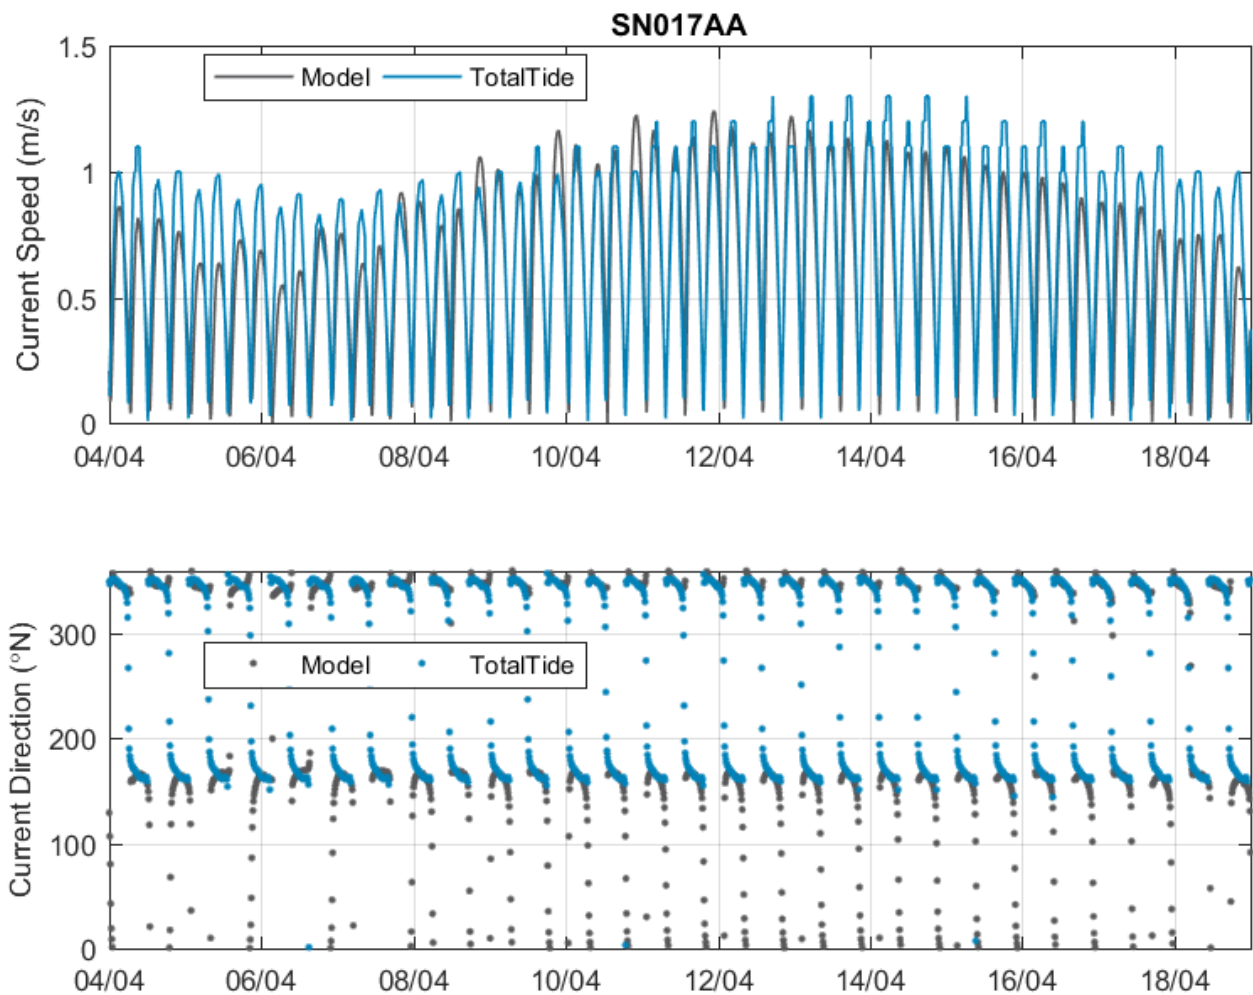 SN017AA
Current Speed (m/s)
1.5
1
0.5
0
Model TotalTide
04/04 06/04 08/04 10/04 12/04 14/04 16/04 18/04
Current Direction (°N)
300
200
100
0
Model TotalTide
04/04 06/04 08/04 10/04 12/04 14/04 16/04 18/04